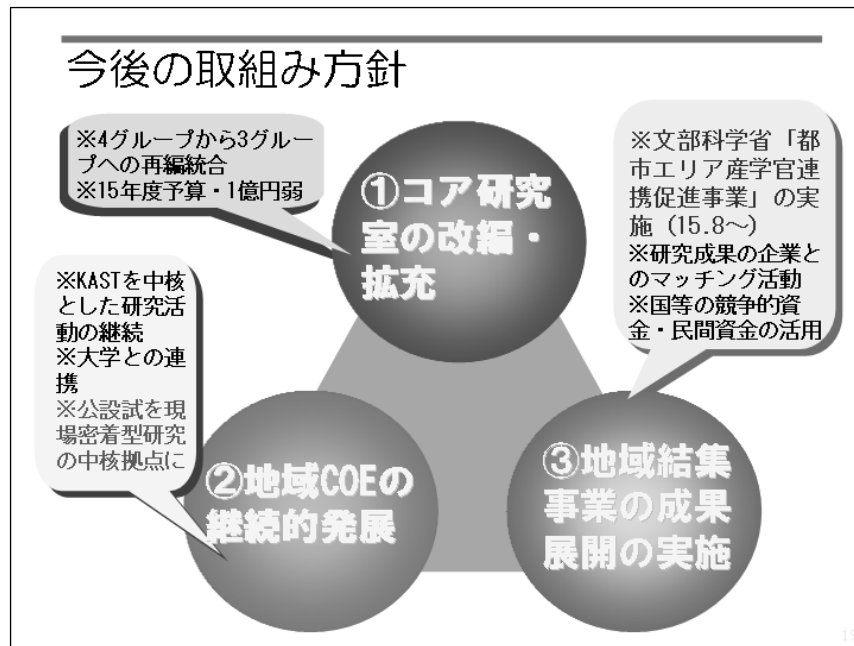 今後の取組み方針
※4グループから3グルー
プへの再編統合
※15年度予算・1億円弱
①コア研究
室の改編・
拡充
※文部科学省「都
市エリア産学官連
携促進事業」の実
施（15.8～）
※研究成果の企業と
のマッチング活動
※国等の競争的資
金・民間資金の活用
※KASTを中核
とした研究活
動の継続
※大学との連
携
※公設試を現
場密着型研究
の中核拠点に
②地域COEの
継続的発展
③地域結集
事業の成果
展開の実施
19